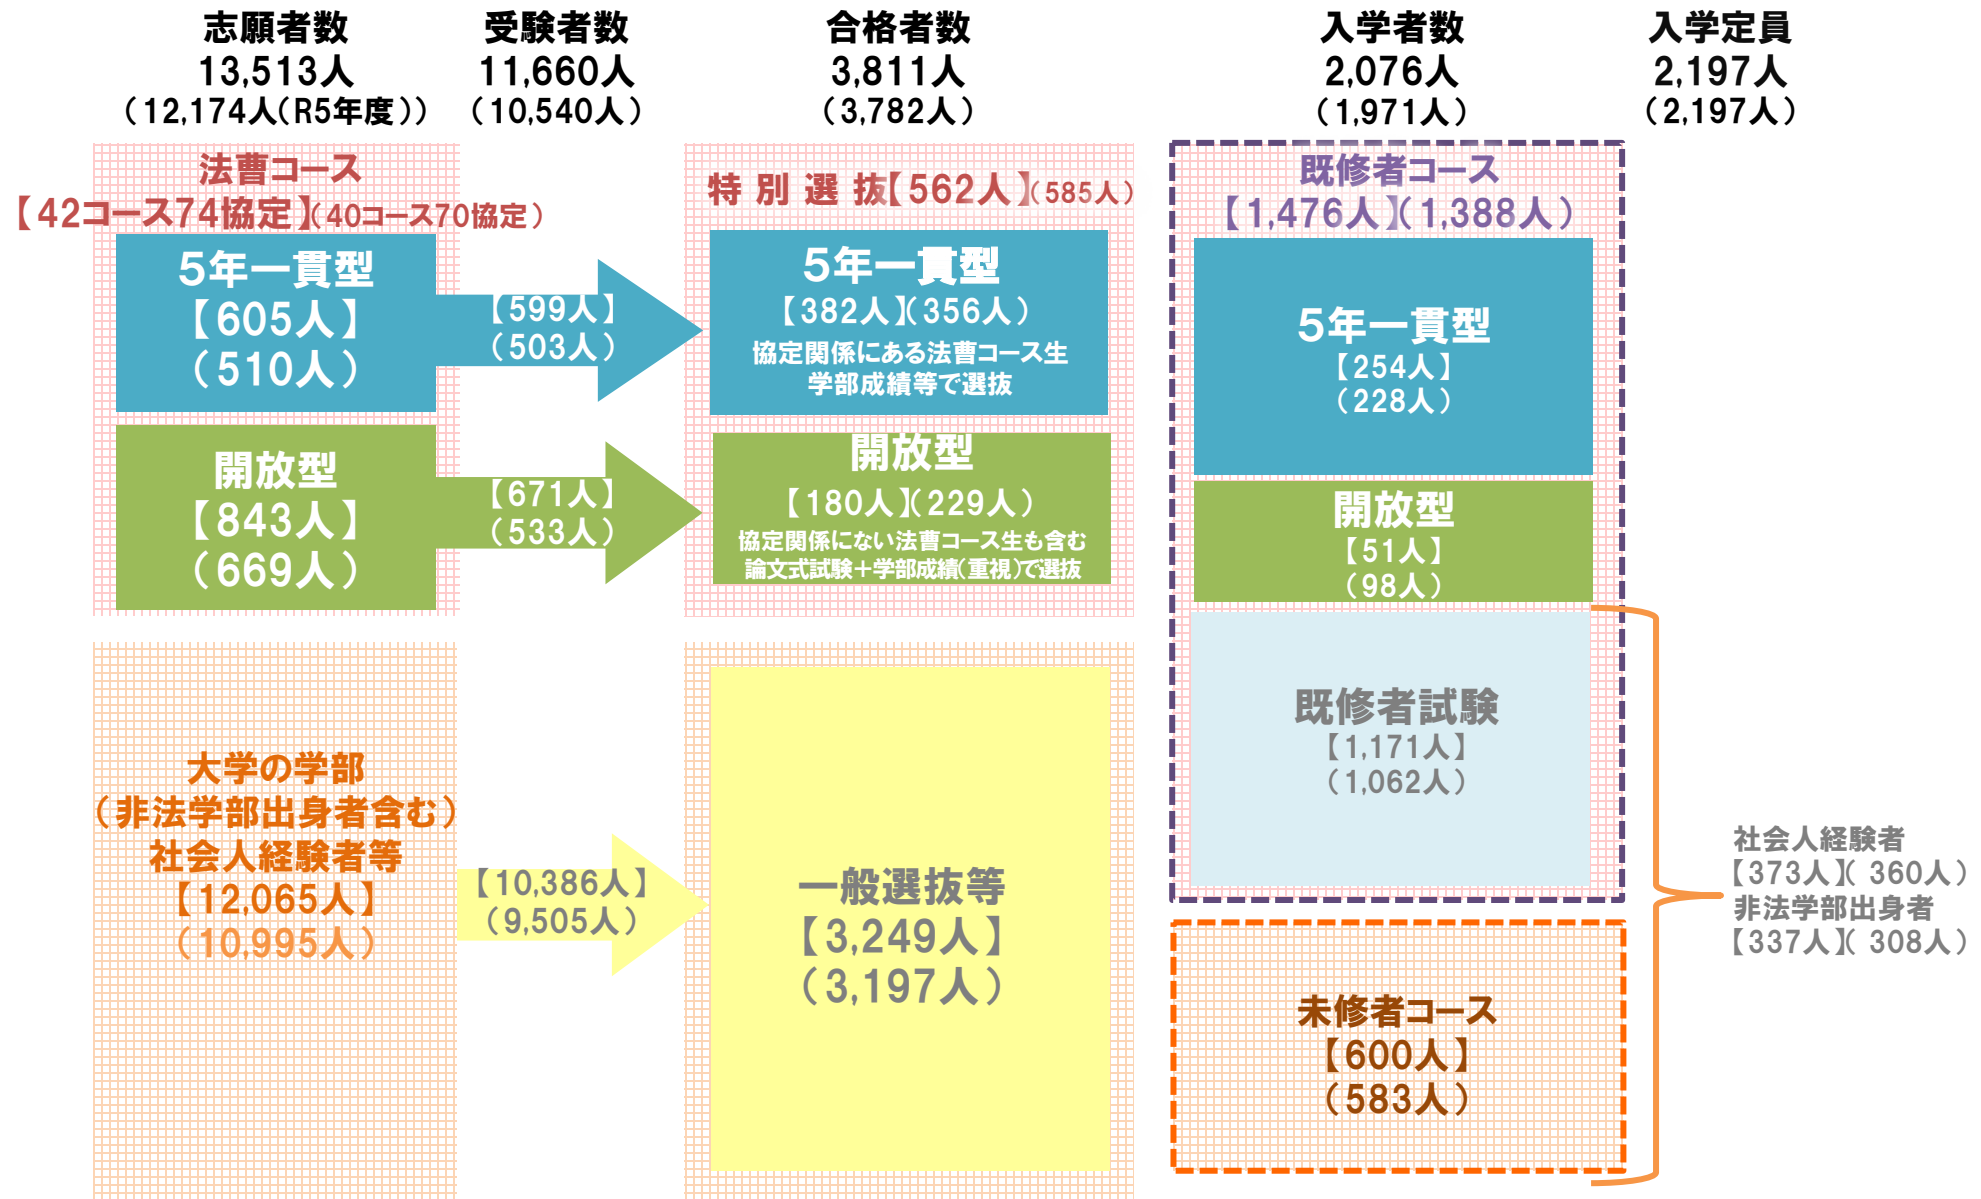 志願者数
13,513人
（12,174人（R5年度））
受験者数
11,660人
（10,540人）
合格者数
3,811人
（3,782人）
入学者数
2,076人
（1,971人）
入学定員
2,197人
（2,197人）
法曹コース
【42コース74協定】（40コース70協定）
5年一貫型
【605人】
（510人）
【599人】
（503人）
開放型
【843人】
（669人）
【671人】
（533人）
特別選抜【562人】（585人）
5年一貫型
【382人】（356人）
協定関係にある法曹コース生
学部成績等で選抜
開放型
【180人】（229人）
協定関係にない法曹コース生も含む
論文式試験＋学部成績（重視）で選抜
既修者コース
【1,476人】（1,388人）
5年一貫型
【254人】
（228人）
開放型
【51人】
（98人）
既修者試験
【1,171人】
（1,062人）
大学の学部
（非法学部出身者含む）
社会人経験者等
【12,065人】
（10,995人）
【10,386人】
（9,505人）
一般選抜等
【3,249人】
（3,197人）
未修者コース
【600人】
（583人）
社会人経験者
【373人】（ 360人）
非法学部出身者
【337人】（ 308人）